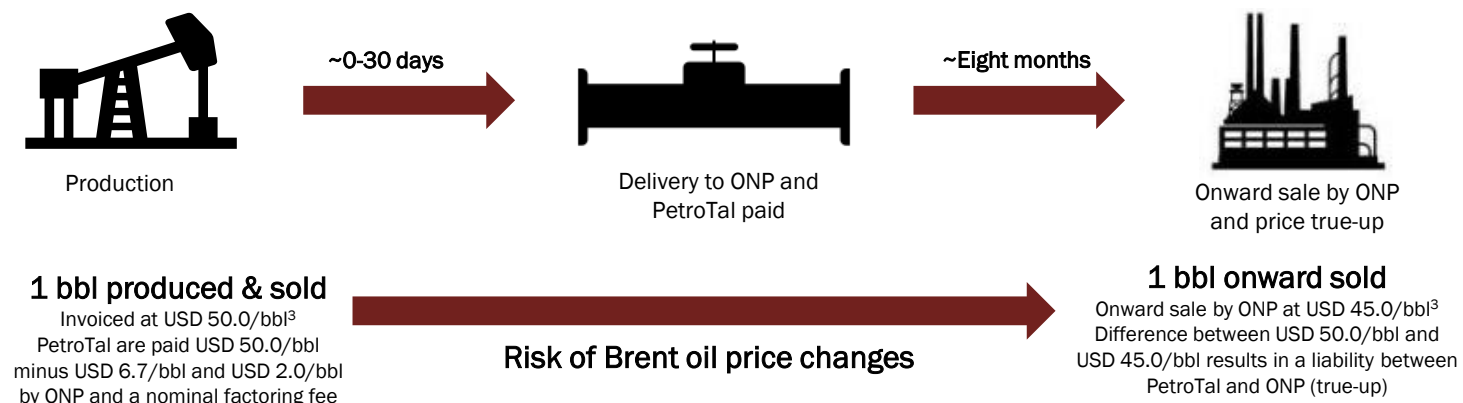 ~0-30 days
~Eight months
Production
Delivery to ONP and
PetroTal paid
Onward sale by ONP
and price true-up
1 bbl produced & sold
Invoiced at USD 50.0/bbl³
PetroTal are paid USD 50.0/bbl
minus USD 6.7/bbl and USD 2.0/bbl
by ONP and a nominal factoring fee
Risk of Brent oil price changes
1 bbl onward sold
Onward sale by ONP at USD 45.0/bbl³
Difference between USD 50.0/bbl and
USD 45.0/bbl results in a liability between
PetroTal and ONP (true-up)